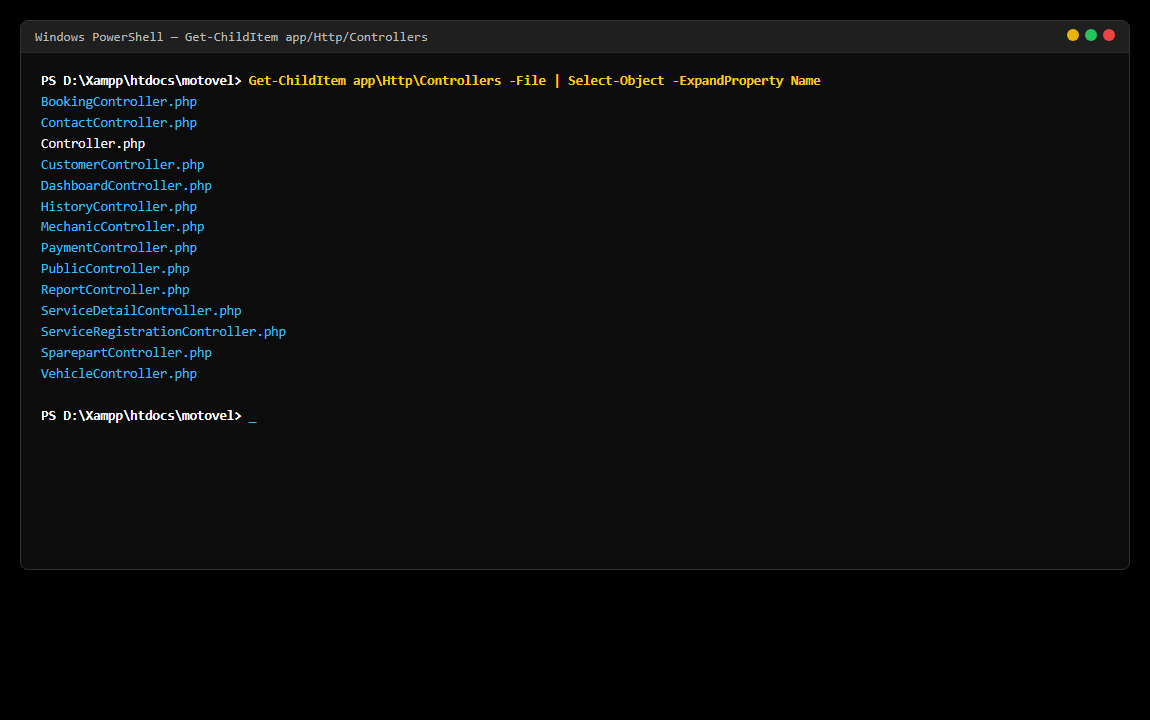 Windows PowerShell — Get-ChildItem app/Http/Controllers
PS D:\Xampp\htdocs\motovel> Get-ChildItem app\Http\Controllers -File | Select-Object -ExpandProperty Name
BookingController.php
ContactController.php
Controller.php
CustomerController.php
DashboardController.php
HistoryController.php
MechanicController.php
PaymentController.php
PublicController.php
ReportController.php
ServiceDetailController.php
ServiceRegistrationController.php
SparepartController.php
VehicleController.php
PS D:\Xampp\htdocs\motovel> _